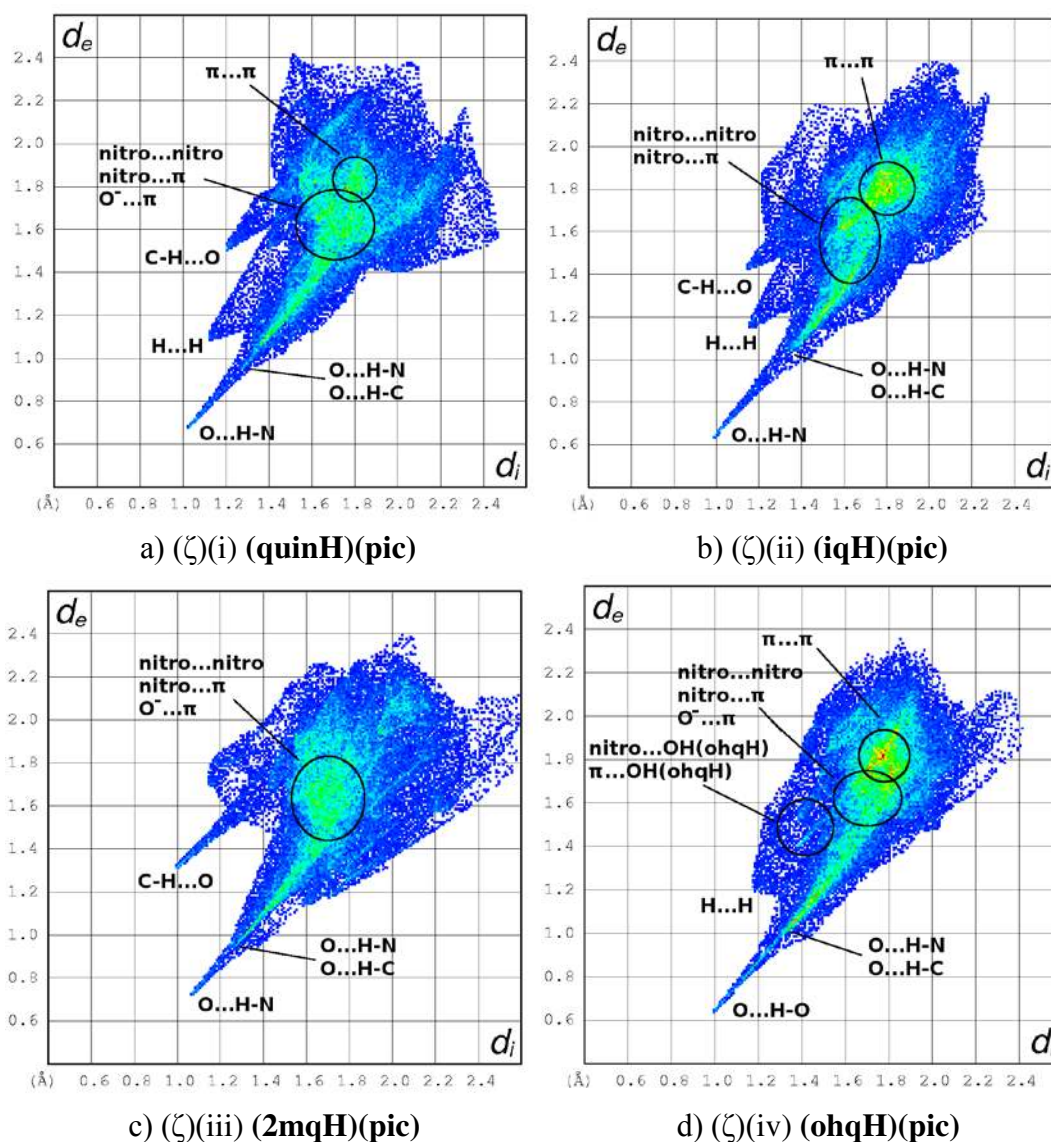 d_e
2.4
2.2
2.0
1.8
1.6
1.4
1.2
1.0
0.8
0.6
π...π
nitro...nitro
nitro...π
O⁻...π
C-H...O
H...H
O...H-N
O...H-C
O...H-N
d_i
(Å) 0.6 0.8 1.0 1.2 1.4 1.6 1.8 2.0 2.2 2.4
a) (ζ)(i) (quinH)(pic)
d_e
2.4
2.2
2.0
1.8
1.6
1.4
1.2
1.0
0.8
0.6
π...π
nitro...nitro
nitro...π
C-H...O
H...H
O...H-N
O...H-C
O...H-N
d_i
(Å) 0.6 0.8 1.0 1.2 1.4 1.6 1.8 2.0 2.2 2.4
b) (ζ)(ii) (iqH)(pic)
d_e
2.4
2.2
2.0
1.8
1.6
1.4
1.2
1.0
0.8
0.6
nitro...nitro
nitro...π
O⁻...π
C-H...O
O...H-N
O...H-C
O...H-N
d_i
(Å) 0.6 0.8 1.0 1.2 1.4 1.6 1.8 2.0 2.2 2.4
c) (ζ)(iii) (2mqH)(pic)
d_e
2.4
2.2
2.0
1.8
1.6
1.4
1.2
1.0
0.8
0.6
π...π
nitro...nitro
nitro...π
O⁻...π
nitro...OH(ohqH)
π...OH(ohqH)
H...H
O...H-N
O...H-C
O...H-O
d_i
(Å) 0.6 0.8 1.0 1.2 1.4 1.6 1.8 2.0 2.2 2.4
d) (ζ)(iv) (ohqH)(pic)